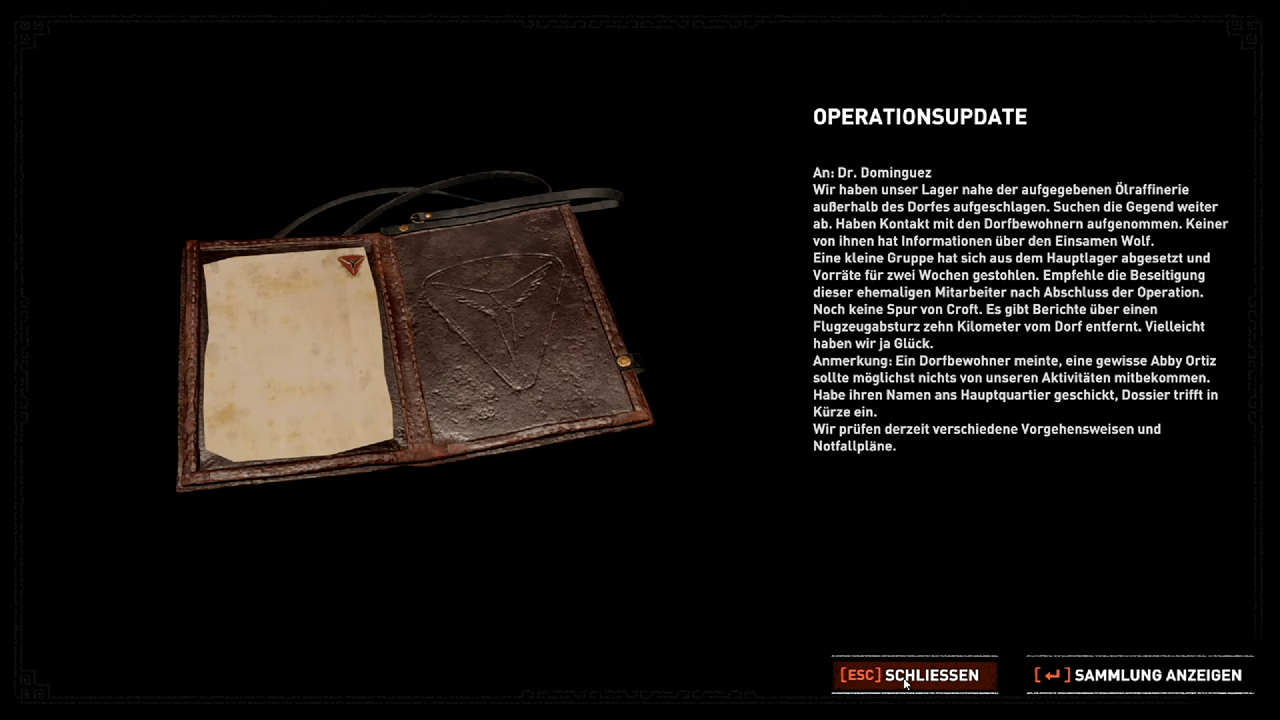 OPERATIONSUPDATE
An: Dr. Dominguez
Wir haben unser Lager nahe der aufgegebenen Ölraffinerie
außerhalb des Dorfes aufgeschlagen. Suchen die Gegend weiter
ab. Haben Kontakt mit den Dorfbewohnern aufgenommen. Keiner
von ihnen hat Informationen über den Einsamen Wolf.
Eine kleine Gruppe hat sich aus dem Hauptlager abgesetzt und
Vorräte für zwei Wochen gestohlen. Empfehle die Beseitigung
dieser ehemaligen Mitarbeiter nach Abschluss der Operation.
Noch keine Spur von Croft. Es gibt Berichte über einen
Flugzeugabsturz zehn Kilometer vom Dorf entfernt. Vielleicht
haben wir ja Glück.
Anmerkung: Ein Dorfbewohner meinte, eine gewisse Abby Ortiz
sollte möglichst nichts von unseren Aktivitäten mitbekommen.
Habe ihren Namen ans Hauptquartier geschickt, Dossier trifft in
Kürze ein.
Wir prüfen derzeit verschiedene Vorgehensweisen und
Notfallpläne.
[ESC] SCHLIESSEN
[↵] SAMMLUNG ANZEIGEN